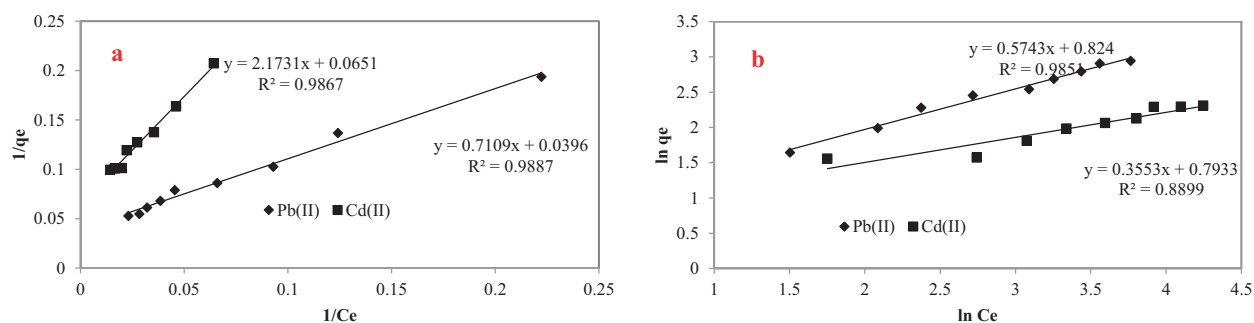 a
0.25
0.2
0.15
0.1
0.05
0
1/qe
y = 2.1731x + 0.0651
R² = 0.9867
y = 0.7109x + 0.0396
R² = 0.9887
Pb(II) Cd(II)
0 0.05 0.1 0.15 0.2 0.25
1/Ce
b
3.5
3
2.5
2
1.5
1
0.5
0
ln qe
y = 0.5743x + 0.824
R² = 0.9851
y = 0.3553x + 0.7933
R² = 0.8899
Pb(II) Cd(II)
1 1.5 2 2.5 3 3.5 4 4.5
ln Ce